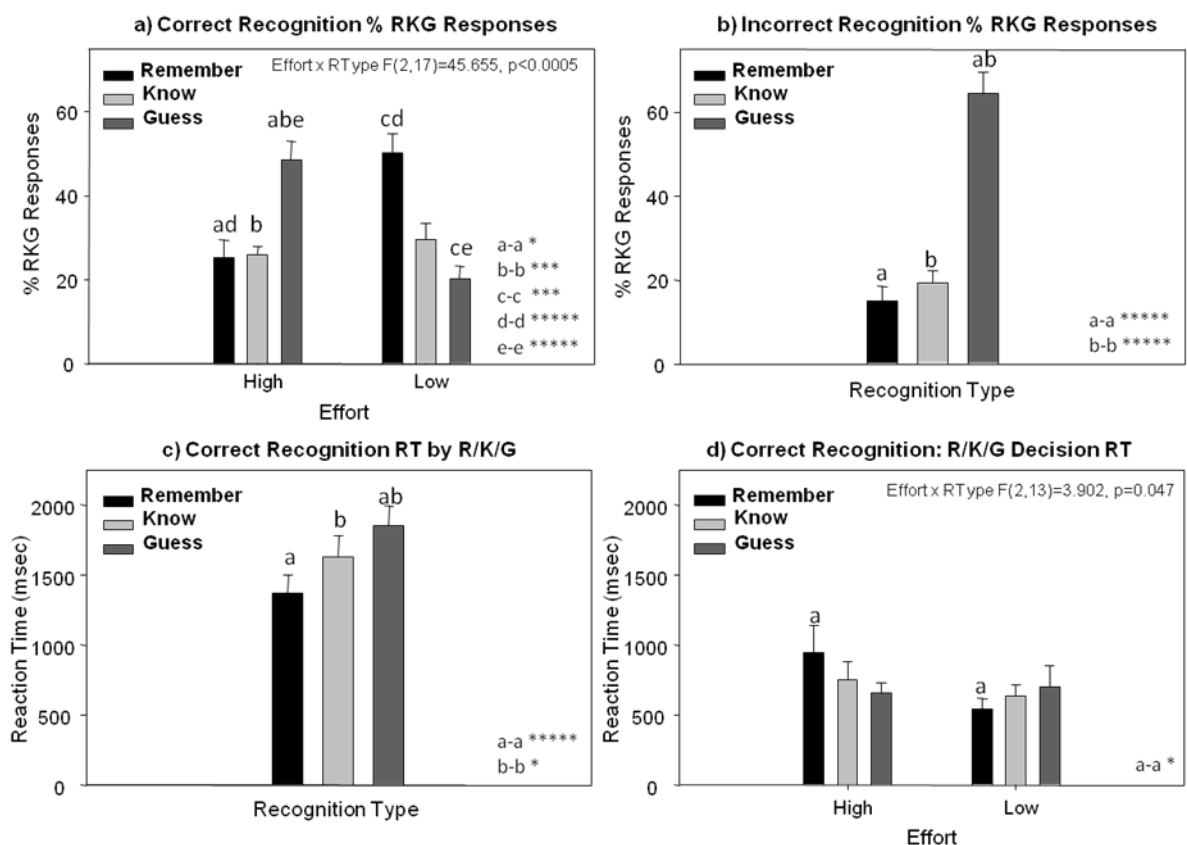 a) Correct Recognition % RKG Responses
Remember
Know
Guess
Effort x RType F(2,17)=45.655, p<0.0005
% RKG Responses
60
40
20
0
ad
b
abe
cd
ce
a-a *
b-b ***
c-c ***
d-d *****
e-e *****
High
Low
Effort
b) Incorrect Recognition % RKG Responses
Remember
Know
Guess
% RKG Responses
60
40
20
0
a
b
ab
a-a *****
b-b *****
Recognition Type
c) Correct Recognition RT by R/K/G
Remember
Know
Guess
Reaction Time (msec)
2000
1500
1000
500
0
a
b
ab
a-a *****
b-b *
Recognition Type
d) Correct Recognition: R/K/G Decision RT
Remember
Know
Guess
Effort x RType F(2,13)=3.902, p=0.047
Reaction Time (msec)
2000
1500
1000
500
0
a
a
a-a *
High
Low
Effort